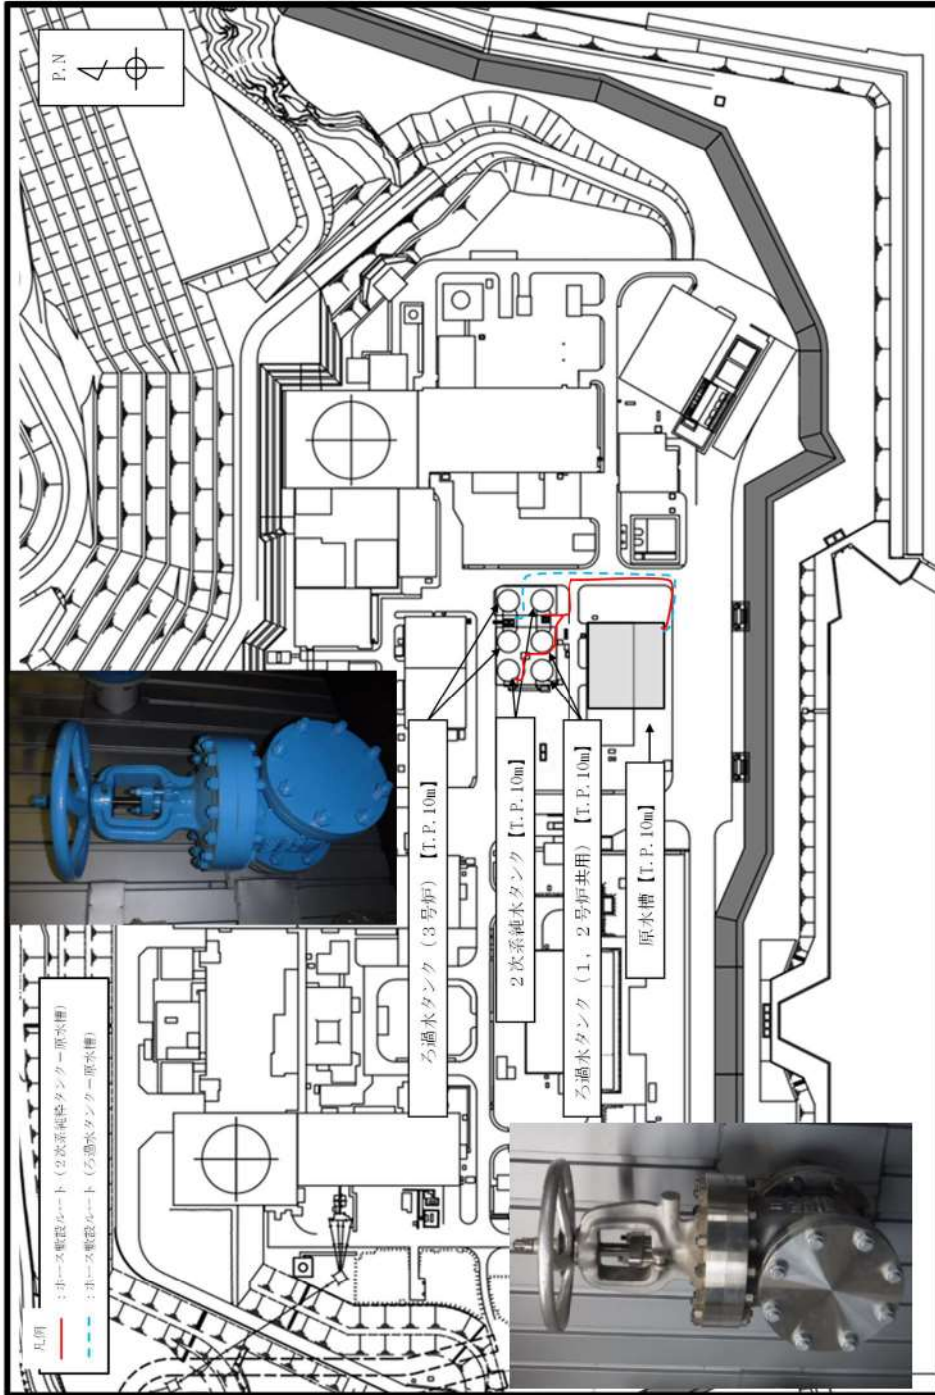 P.N
ろ過水タンク（３号炉）【T.P.10m】
２次系純水タンク【T.P.10m】
ろ過水タンク（１，２号炉共用）【T.P.10m】
原水槽【T.P.10m】
凡例
：ホース敷設ルート（２次系純粋タンク－原水槽）
：ホース敷設ルート（ろ過水タンク－原水槽）